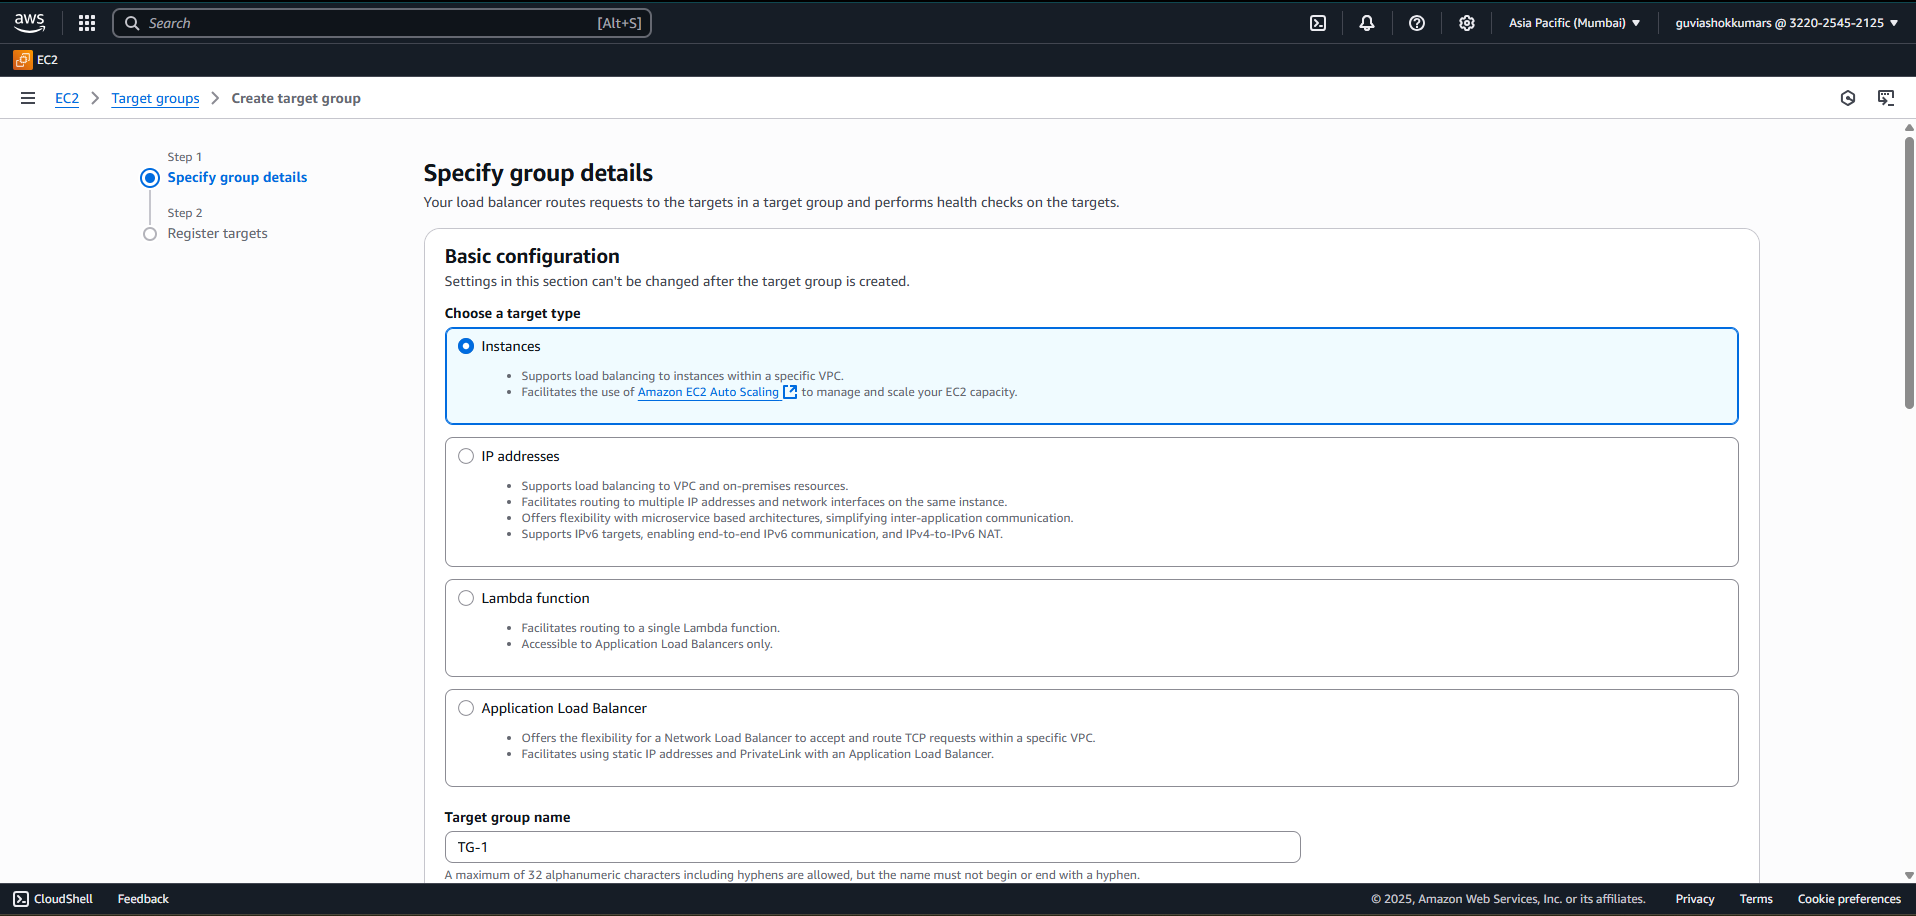 aws
Search
[Alt+S]
Asia Pacific (Mumbai)
guviashokkumars @ 3220-2545-2125
EC2
EC2
Target groups
Create target group
Step 1
Specify group details
Step 2
Register targets
Specify group details
Your load balancer routes requests to the targets in a target group and performs health checks on the targets.
Basic configuration
Settings in this section can't be changed after the target group is created.
Choose a target type
Instances
Supports load balancing to instances within a specific VPC.
Facilitates the use of Amazon EC2 Auto Scaling to manage and scale your EC2 capacity.
IP addresses
Supports load balancing to VPC and on-premises resources.
Facilitates routing to multiple IP addresses and network interfaces on the same instance.
Offers flexibility with microservice based architectures, simplifying inter-application communication.
Supports IPv6 targets, enabling end-to-end IPv6 communication, and IPv4-to-IPv6 NAT.
Lambda function
Facilitates routing to a single Lambda function.
Accessible to Application Load Balancers only.
Application Load Balancer
Offers the flexibility for a Network Load Balancer to accept and route TCP requests within a specific VPC.
Facilitates using static IP addresses and PrivateLink with an Application Load Balancer.
Target group name
TG-1
A maximum of 32 alphanumeric characters including hyphens are allowed, but the name must not begin or end with a hyphen.
CloudShell
Feedback
© 2025, Amazon Web Services, Inc. or its affiliates.
Privacy
Terms
Cookie preferences